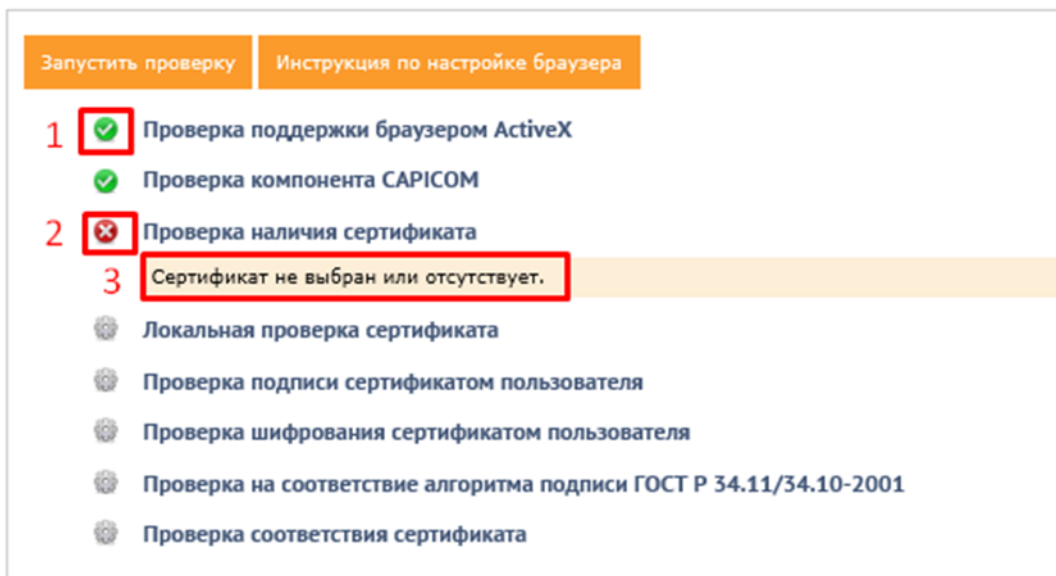 Запустить проверку Инструкция по настройке браузера
1 Проверка поддержки браузером ActiveX
Проверка компонента CAPICOM
2 Проверка наличия сертификата
3 Сертификат не выбран или отсутствует.
Локальная проверка сертификата
Проверка подписи сертификатом пользователя
Проверка шифрования сертификатом пользователя
Проверка на соответствие алгоритма подписи ГОСТ Р 34.11/34.10-2001
Проверка соответствия сертификата